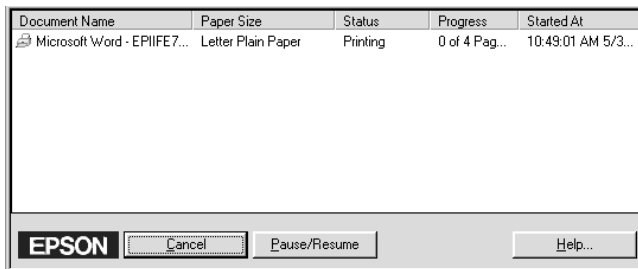 Document Name Paper Size Status Progress Started At
Microsoft Word - EPIIFE7... Letter Plain Paper Printing 0 of 4 Pag... 10:49:01 AM 5/3...
EPSON Cancel Pause/Resume Help...